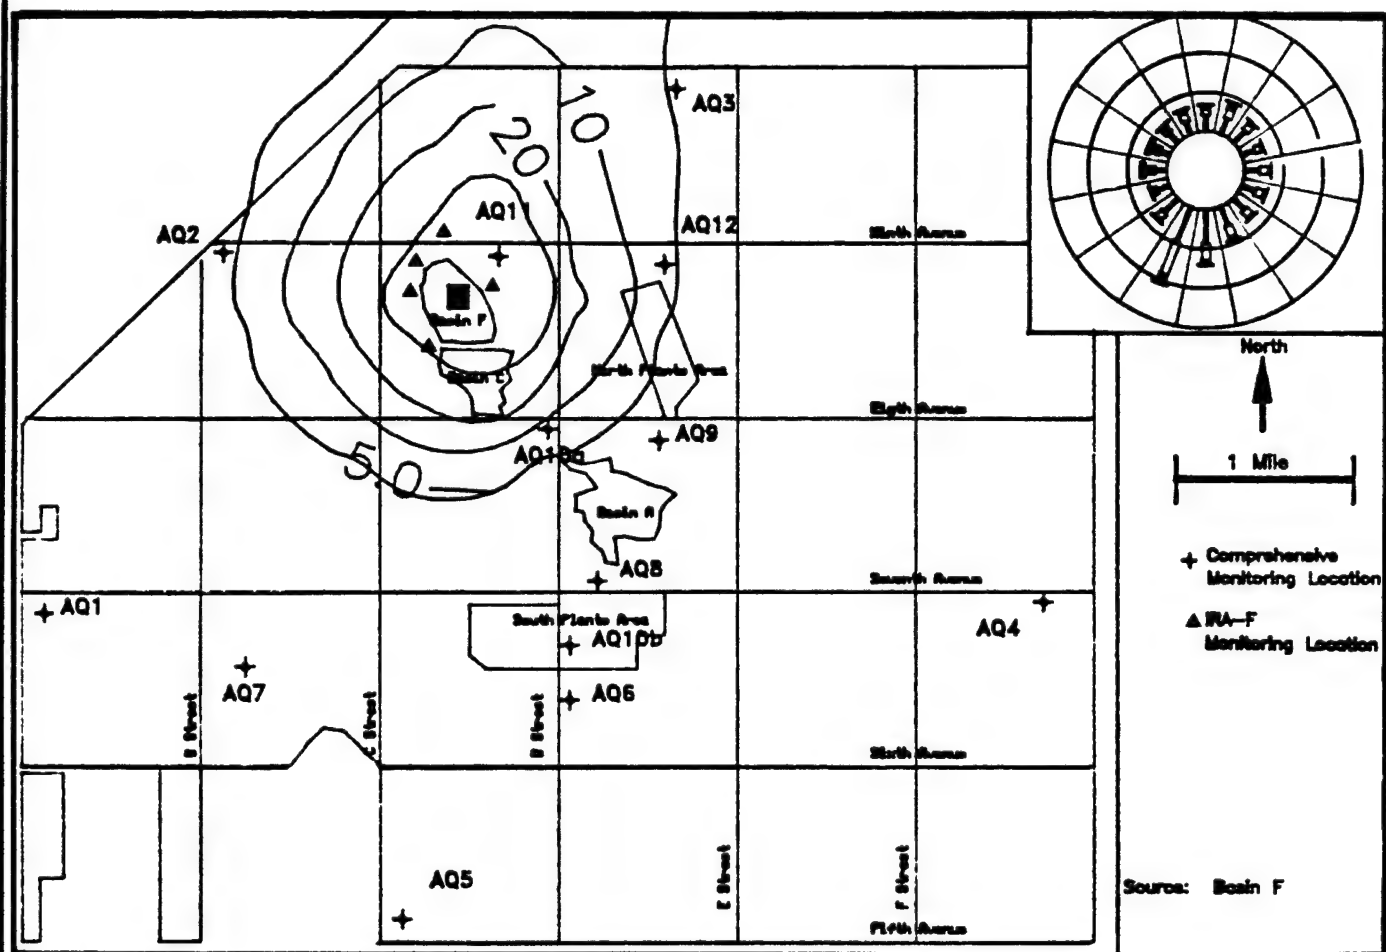 10
AQ3
20
AQ11
AQ2
AQ12
Ninth Avenue
Basin F
North
North Plants Area
Basin C
Eigth Avenue
AQ9
AQ10a
5.0
1 Mile
Basin A
Comprehensive
Monitoring Location
AQ8
Seventh Avenue
AQ1
South Plants Area
AQ4
IRA-F
Monitoring Location
AQ10b
AQ7
AQ6
B Street
C Street
D Street
Sixth Avenue
AQ5
E Street
F Street
Source: Basin F
Fifth Avenue